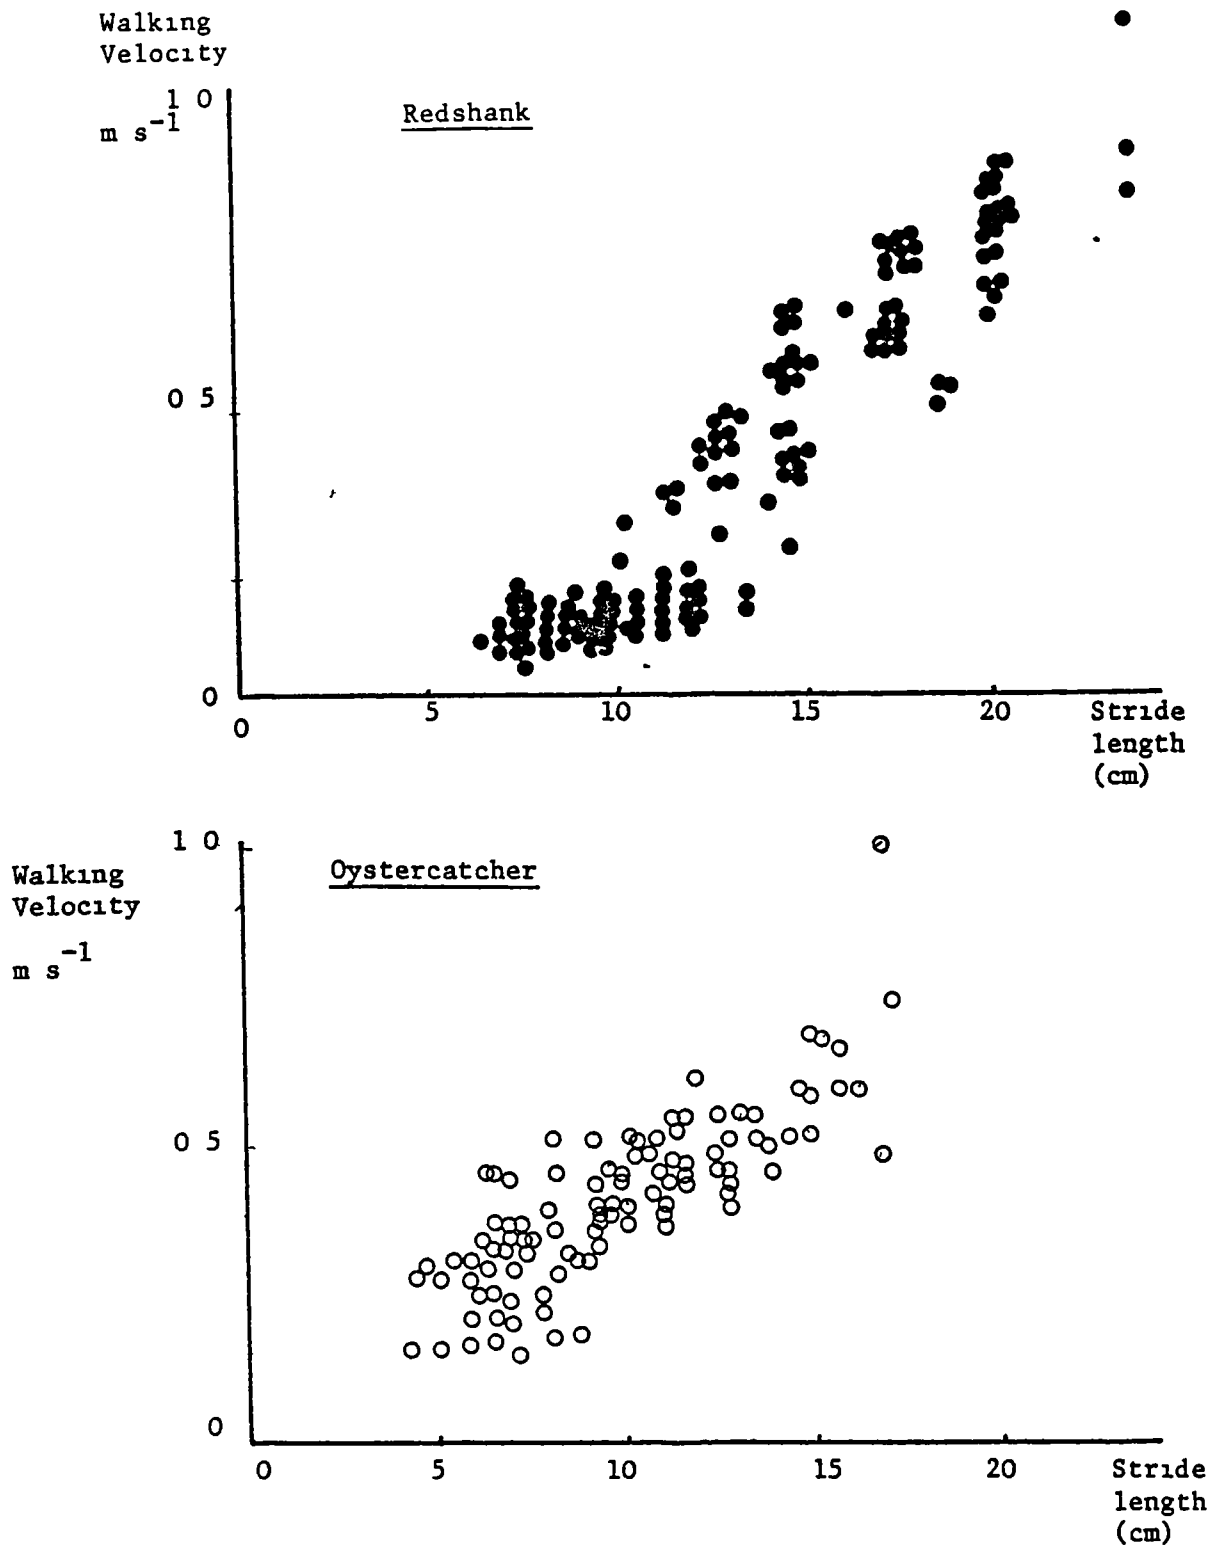 Walking
Velocity
1 0
m s-1
Redshank
0 5
0
0
5
10
15
20
Stride
length
(cm)
1 0
Walking
Velocity
m s-1
Oystercatcher
0 5
0
0
5
10
15
20
Stride
length
(cm)